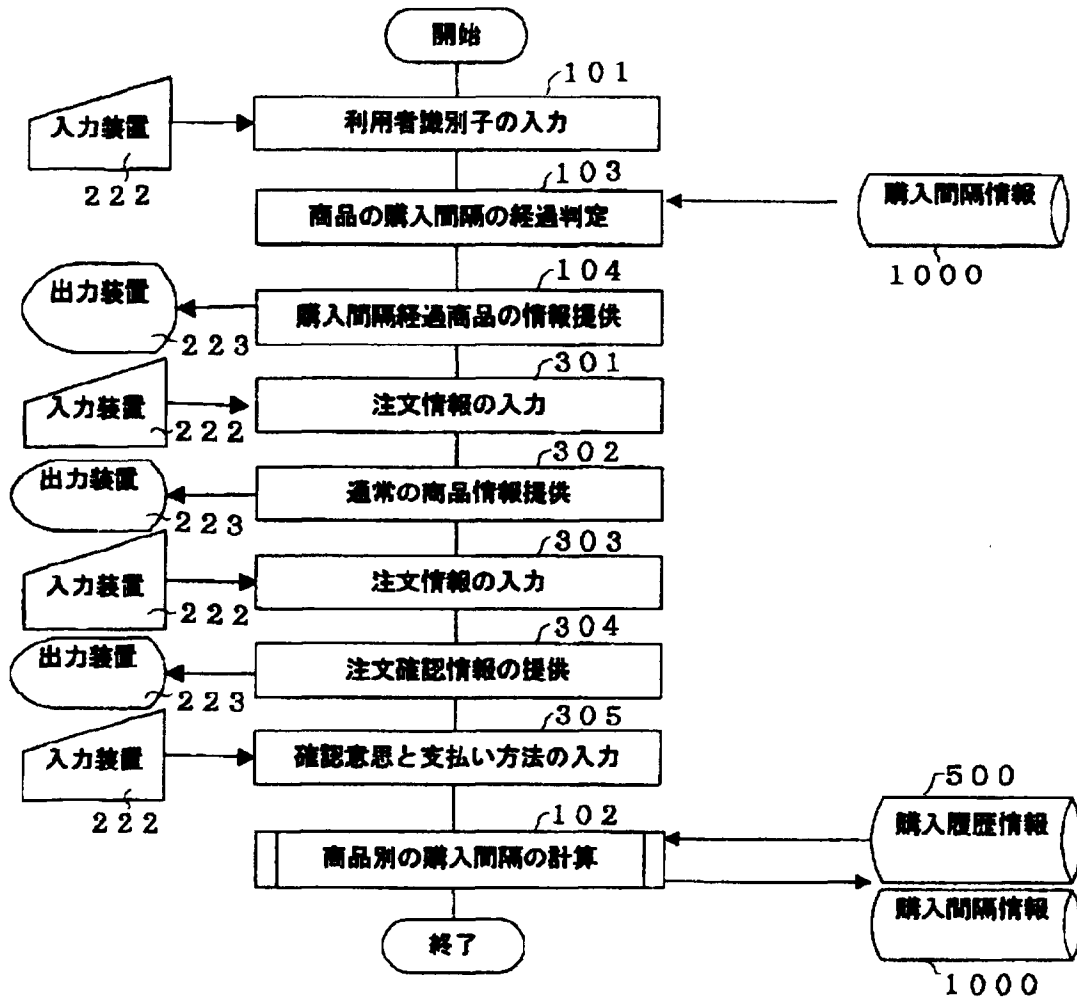 開始
101
入力装置
222
利用者識別子の入力
103
商品の購入間隔の経過判定
購入間隔情報
1000
104
出力装置
223
購入間隔経過商品の情報提供
301
入力装置
222
注文情報の入力
302
出力装置
223
通常の商品情報提供
303
入力装置
222
注文情報の入力
304
出力装置
223
注文確認情報の提供
305
入力装置
222
確認意思と支払い方法の入力
102
商品別の購入間隔の計算
500
購入履歴情報
購入間隔情報
1000
終了